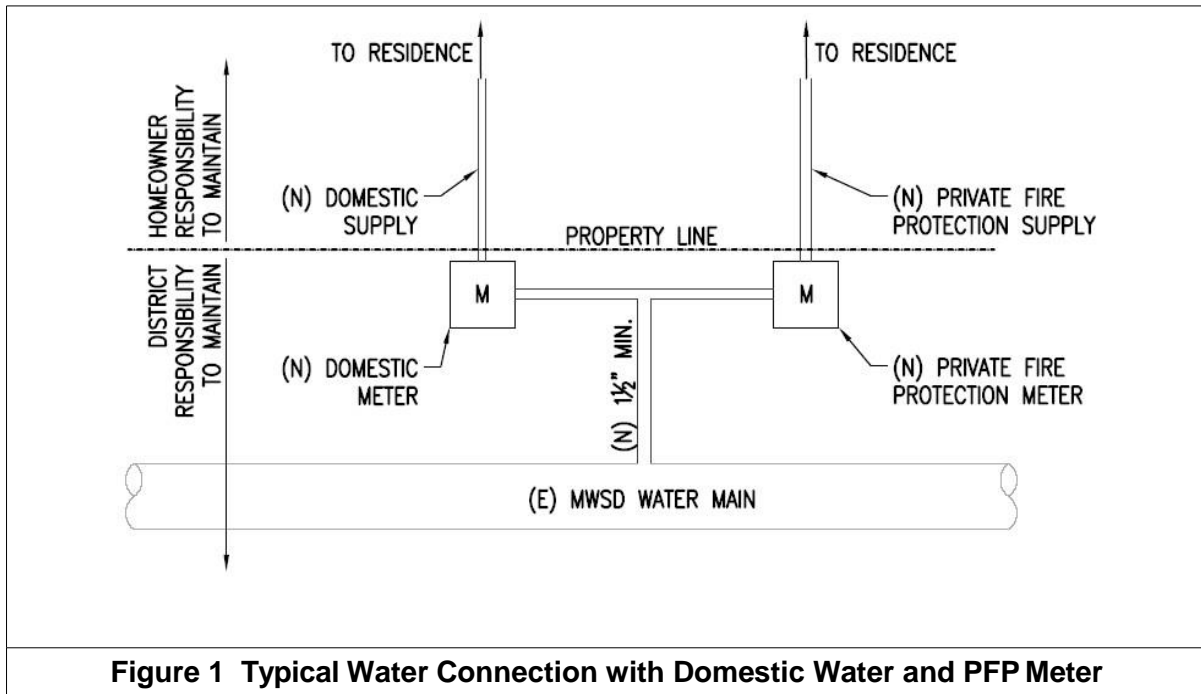 TO RESIDENCE
TO RESIDENCE
HOMEOWNER
RESPONSIBILITY
TO MAINTAIN
(N) DOMESTIC
SUPPLY
(N) PRIVATE FIRE
PROTECTION SUPPLY
PROPERTY LINE
DISTRICT
RESPONSIBILITY
TO MAINTAIN
M
M
(N) DOMESTIC
METER
(N) 1½" MIN.
(N) PRIVATE FIRE
PROTECTION METER
(E) MWSD WATER MAIN
Figure 1 Typical Water Connection with Domestic Water and PFP Meter